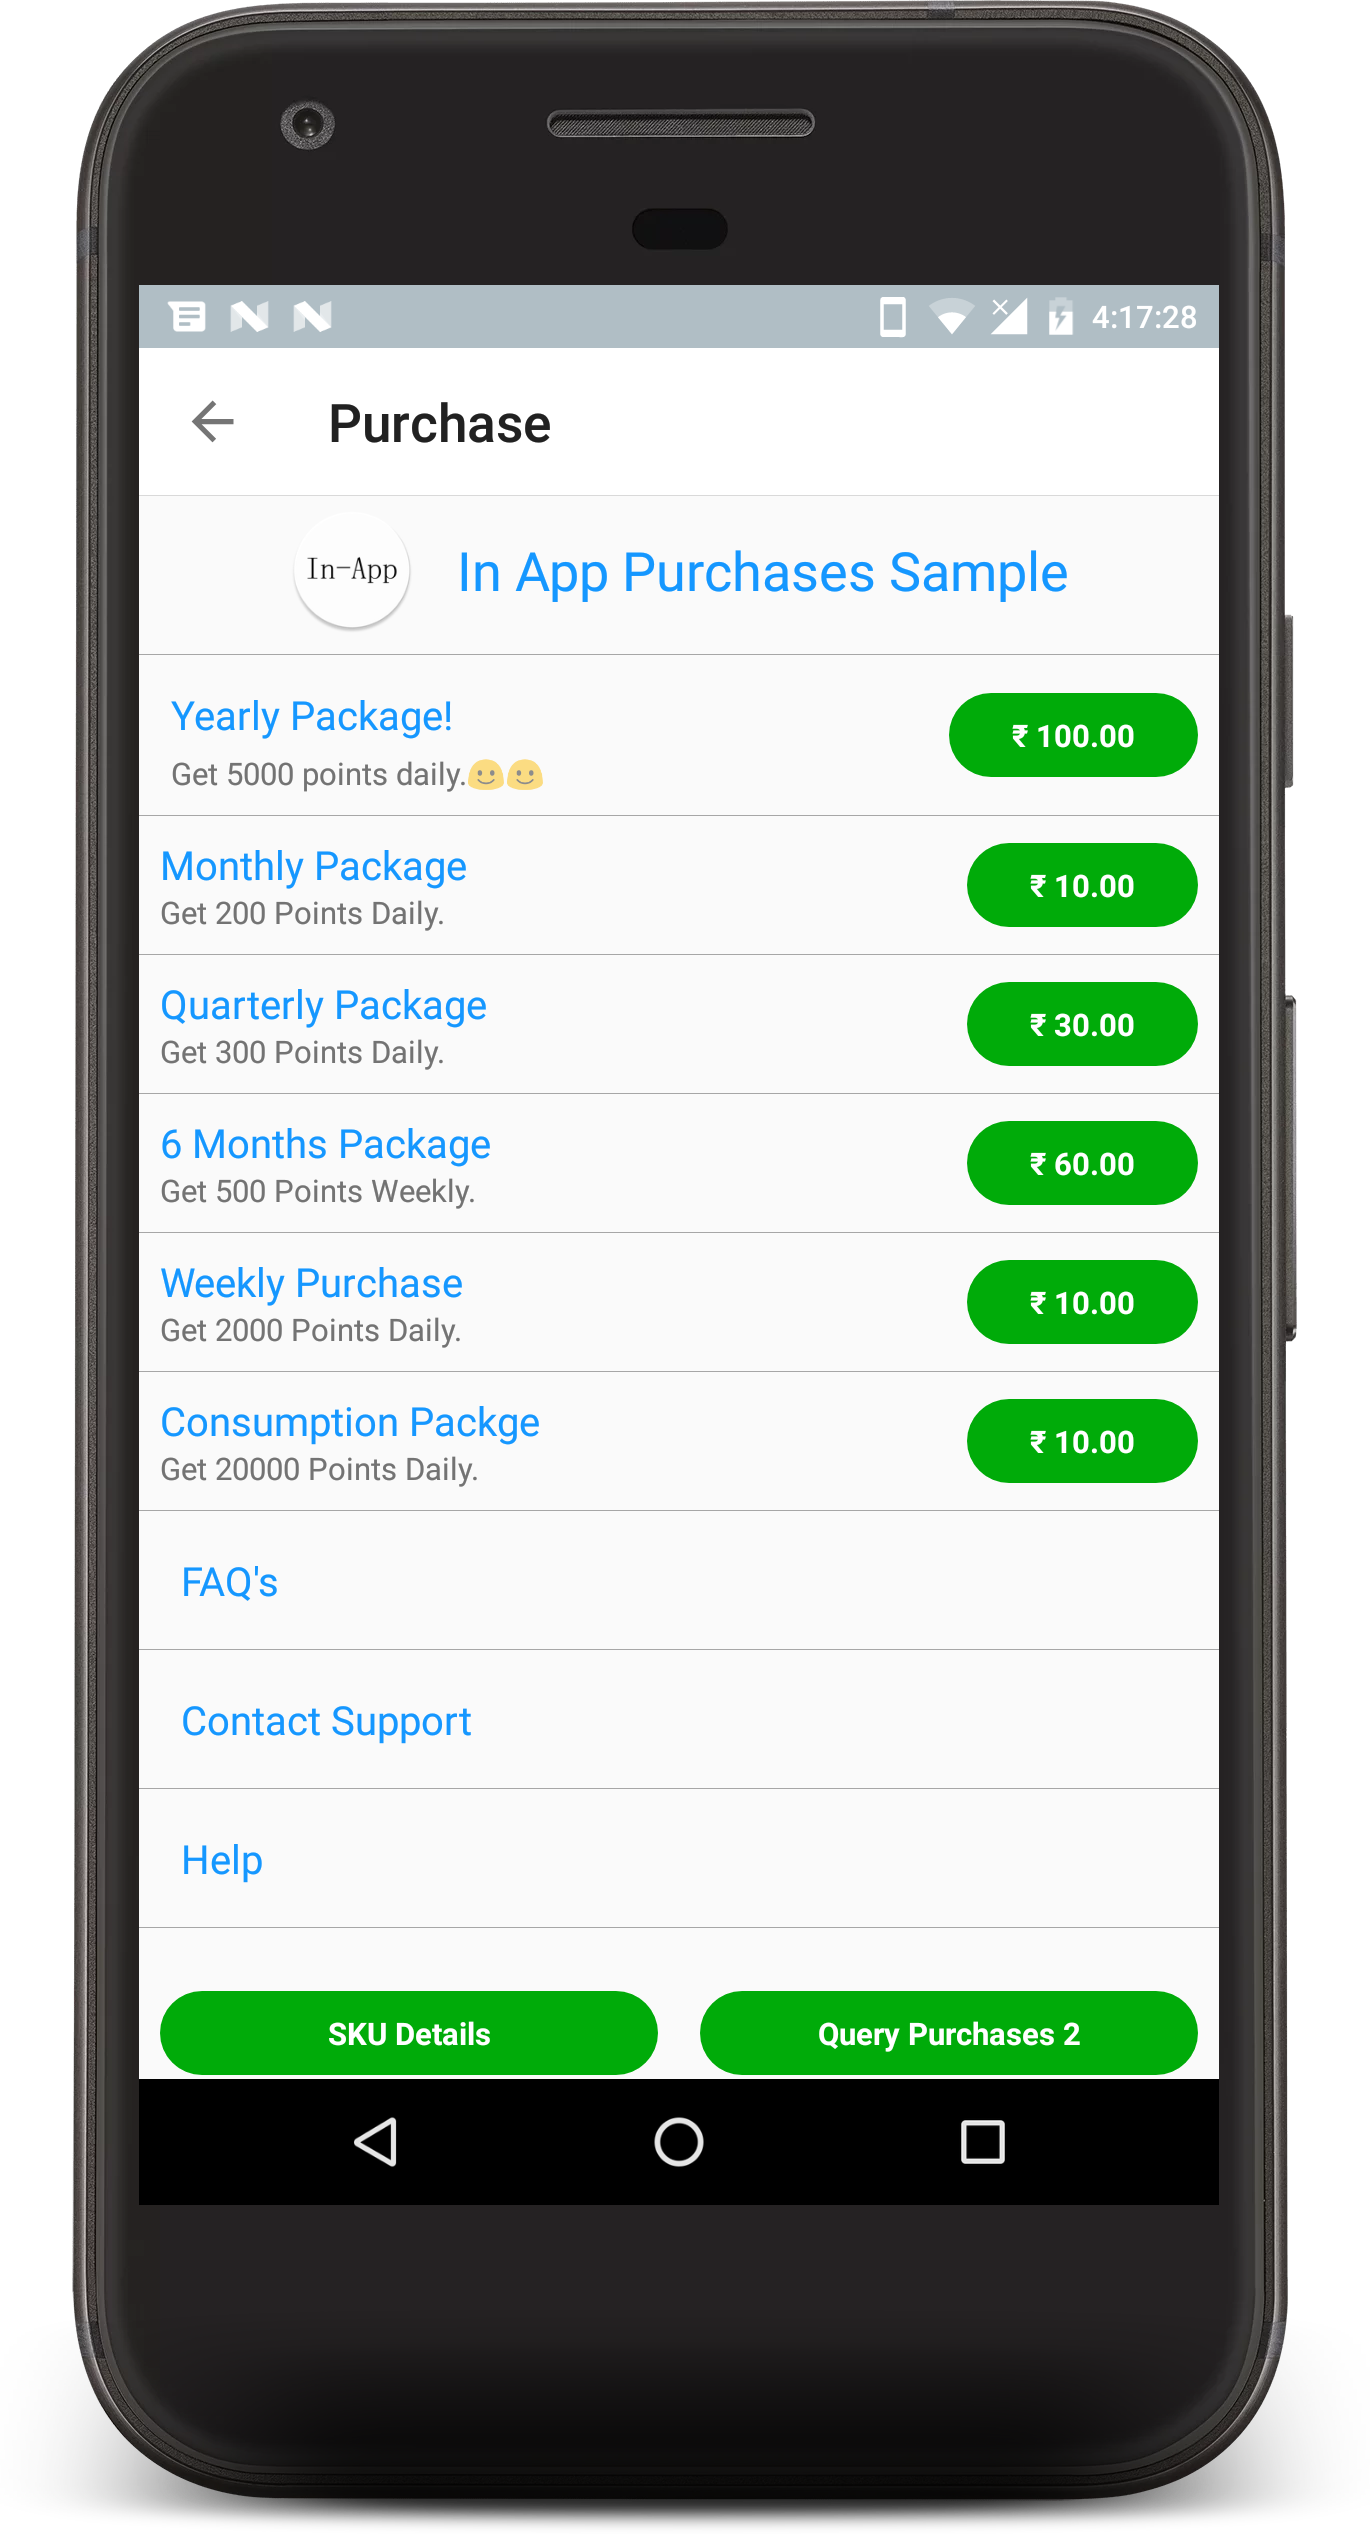 4:17:28
Purchase
In-App
In App Purchases Sample
Yearly Package!
₹ 100.00
Get 5000 points daily.🙂🙂
Monthly Package
₹ 10.00
Get 200 Points Daily.
Quarterly Package
₹ 30.00
Get 300 Points Daily.
6 Months Package
₹ 60.00
Get 500 Points Weekly.
Weekly Purchase
₹ 10.00
Get 2000 Points Daily.
Consumption Packge
₹ 10.00
Get 20000 Points Daily.
FAQ's
Contact Support
Help
SKU Details
Query Purchases 2